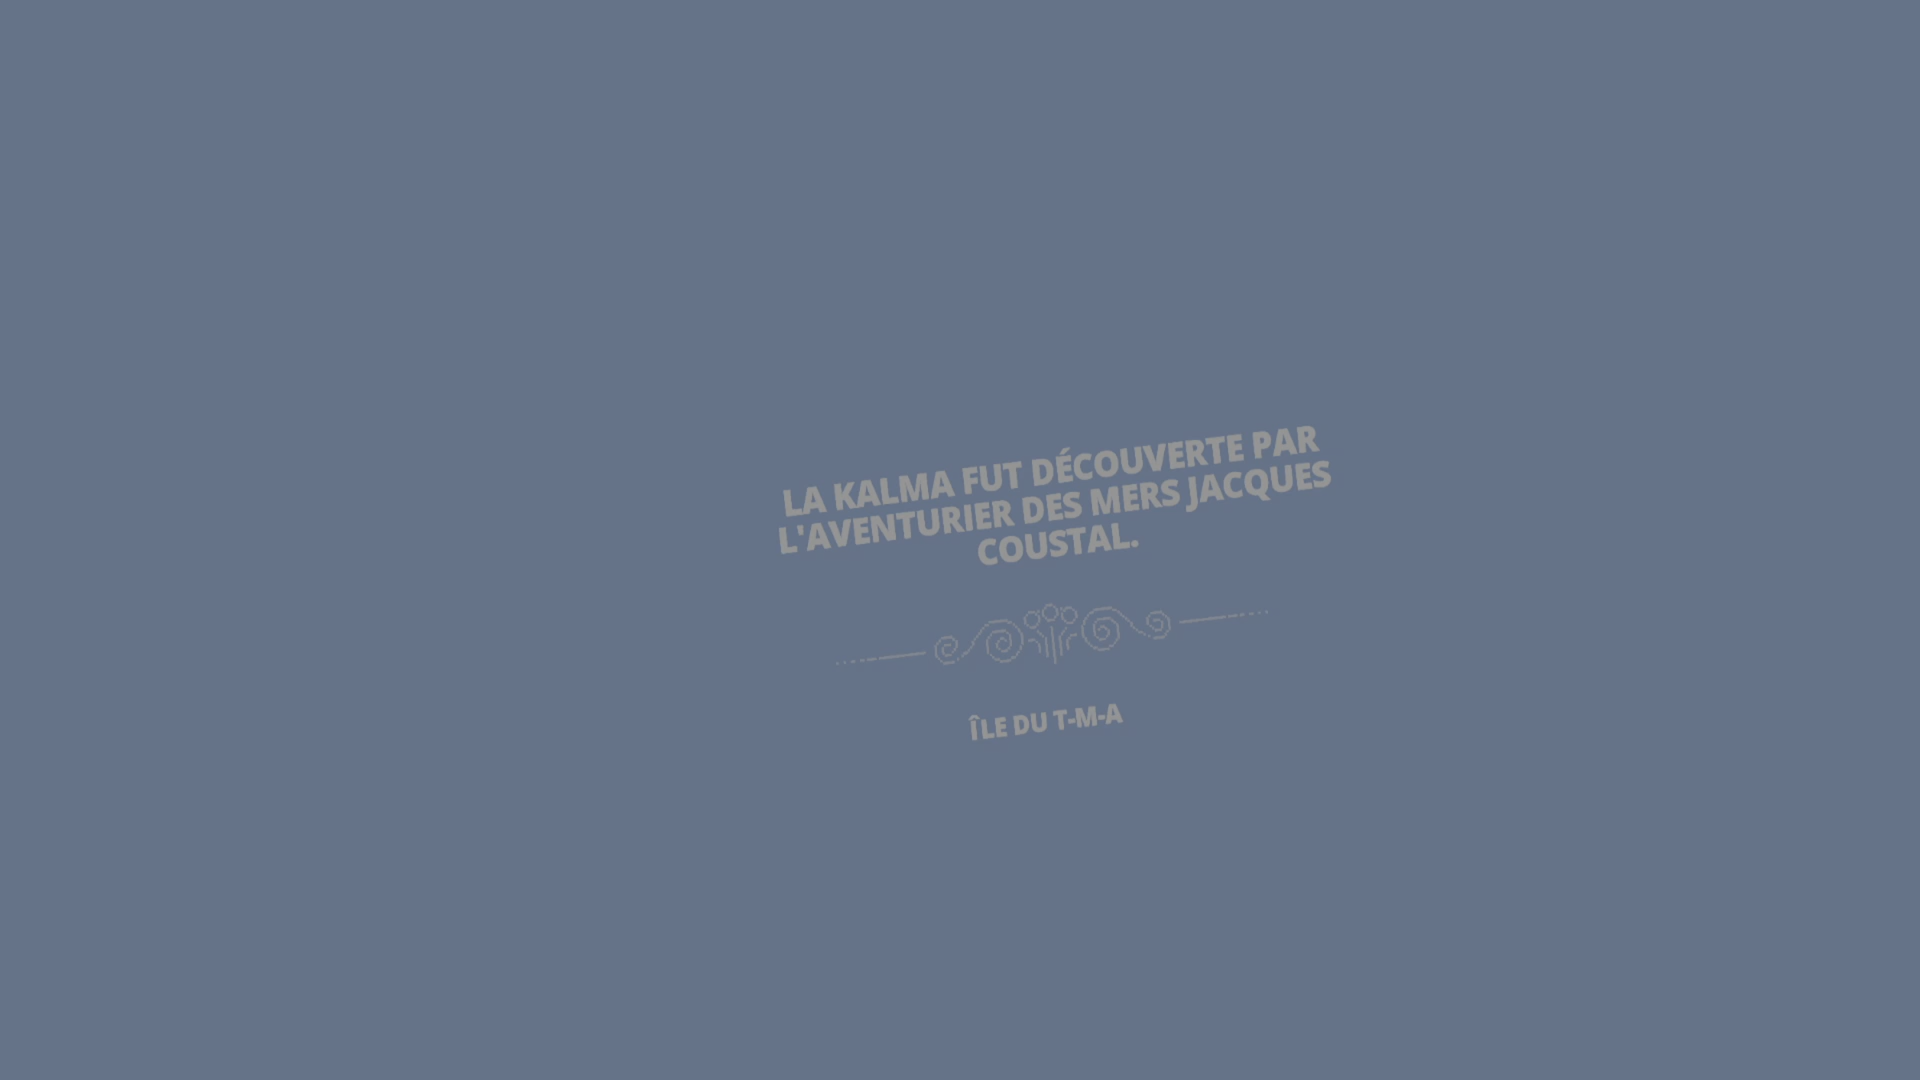 LA KALMA FUT DÉCOUVERTE PAR
L'AVENTURIER DES MERS JACQUES
COUSTAL.
ÎLE DU T-M-A